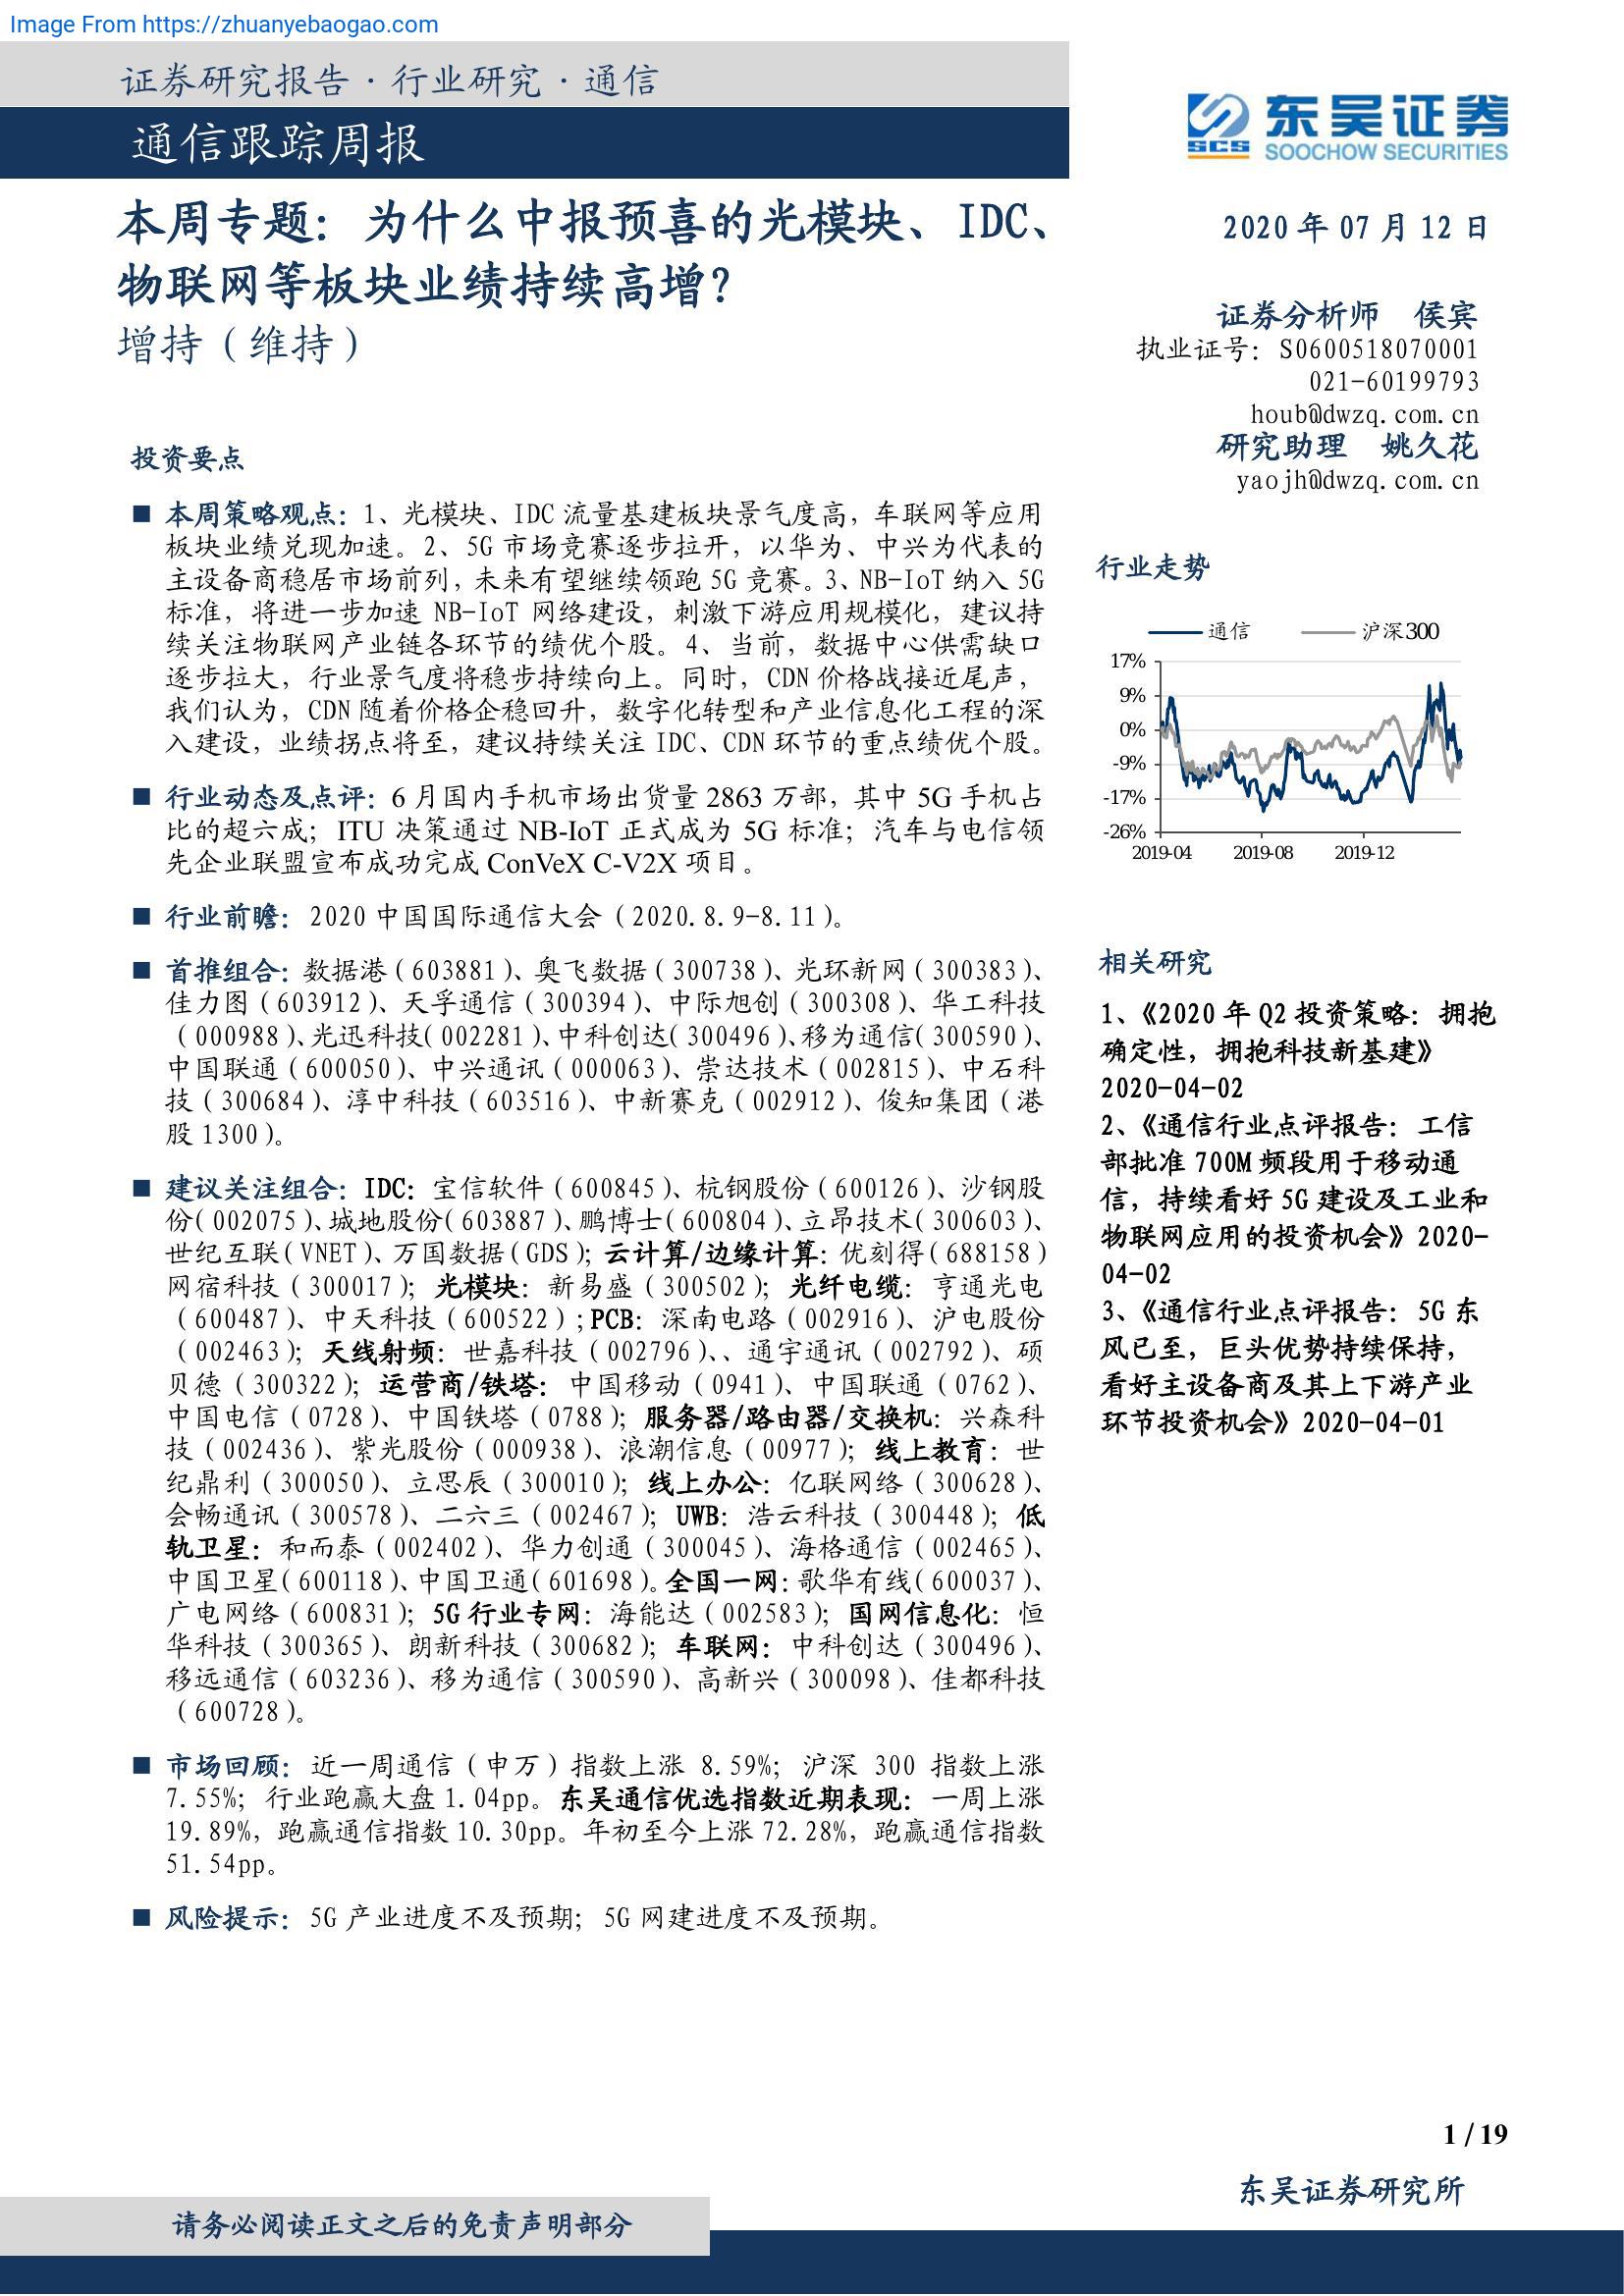 Image From https://zhuanyebaogao.com
证券研究报告·行业研究·通信
通信跟踪周报
东吴证券
SCS
SOOCHOW SECURITIES
本周专题：为什么中报预喜的光模块、IDC、
物联网等板块业绩持续高增？
增持（维持）
2020 年 07 月 12 日
证券分析师 侯宾
执业证号：S0600518070001
021-60199793
houb@dwzq.com.cn
研究助理 姚久花
yaojh@dwzq.com.cn
投资要点
■ 本周策略观点：1、光模块、IDC 流量基建板块景气度高，车联网等应用
板块业绩兑现加速。2、5G 市场竞赛逐步拉开，以华为、中兴为代表的
主设备商稳居市场前列，未来有望继续领跑 5G 竞赛。3、NB-IoT 纳入 5G
标准，将进一步加速 NB-IoT 网络建设，刺激下游应用规模化，建议持
续关注物联网产业链各环节的绩优个股。4、当前，数据中心供需缺口
逐步拉大，行业景气度将稳步持续向上。同时，CDN 价格战接近尾声，
我们认为，CDN 随着价格企稳回升，数字化转型和产业信息化工程的深
入建设，业绩拐点将至，建议持续关注 IDC、CDN 环节的重点绩优个股。
■ 行业动态及点评：6 月国内手机市场出货量 2863 万部，其中 5G 手机占
比的超六成；ITU 决策通过 NB-IoT 正式成为 5G 标准；汽车与电信领
先企业联盟宣布成功完成 ConVeX C-V2X 项目。
■ 行业前瞻：2020 中国国际通信大会（2020.8.9-8.11）。
■ 首推组合：数据港（603881）、奥飞数据（300738）、光环新网（300383）、
佳力图（603912）、天孚通信（300394）、中际旭创（300308）、华工科技
（000988）、光迅科技（002281）、中科创达（300496）、移为通信（300590）、
中国联通（600050）、中兴通讯（000063）、崇达技术（002815）、中石科
技（300684）、淳中科技（603516）、中新赛克（002912）、俊知集团（港
股 1300）。
■ 建议关注组合：IDC：宝信软件（600845）、杭钢股份（600126）、沙钢股
份（002075）、城地股份（603887）、鹏博士（600804）、立昂技术（300603）、
世纪互联（VNET）、万国数据（GDS）；云计算/边缘计算：优刻得（688158）
网宿科技（300017）；光模块：新易盛（300502）；光纤电缆：亨通光电
（600487）、中天科技（600522）；PCB：深南电路（002916）、沪电股份
（002463）；天线射频：世嘉科技（002796）、、通宇通讯（002792）、硕
贝德（300322）；运营商/铁塔：中国移动（0941）、中国联通（0762）、
中国电信（0728）、中国铁塔（0788）；服务器/路由器/交换机：兴森科
技（002436）、紫光股份（000938）、浪潮信息（00977）；线上教育：世
纪鼎利（300050）、立思辰（300010）；线上办公：亿联网络（300628）、
会畅通讯（300578）、二六三（002467）；UWB：浩云科技（300448）；低
轨卫星：和而泰（002402）、华力创通（300045）、海格通信（002465）、
中国卫星（600118）、中国卫通（601698）。全国一网：歌华有线（600037）、
广电网络（600831）；5G 行业专网：海能达（002583）；国网信息化：恒
华科技（300365）、朗新科技（300682）；车联网：中科创达（300496）、
移远通信（603236）、移为通信（300590）、高新兴（300098）、佳都科技
（600728）。
■ 市场回顾：近一周通信（申万）指数上涨 8.59%；沪深 300 指数上涨
7.55%；行业跑赢大盘 1.04pp。东吴通信优选指数近期表现：一周上涨
19.89%，跑赢通信指数 10.30pp。年初至今上涨 72.28%，跑赢通信指数
51.54pp。
■ 风险提示：5G 产业进度不及预期；5G 网建进度不及预期。
行业走势
通信 沪深300
17%
9%
0%
-9%
-17%
-26%
2019-04 2019-08 2019-12
相关研究
1、《2020 年 Q2 投资策略：拥抱
确定性，拥抱科技新基建》
2020-04-02
2、《通信行业点评报告：工信
部批准 700M 频段用于移动通
信，持续看好 5G 建设及工业和
物联网应用的投资机会》2020-
04-02
3、《通信行业点评报告：5G 东
风已至，巨头优势持续保持，
看好主设备商及其上下游产业
环节投资机会》2020-04-01
1 / 19
东吴证券研究所
请务必阅读正文之后的免责声明部分